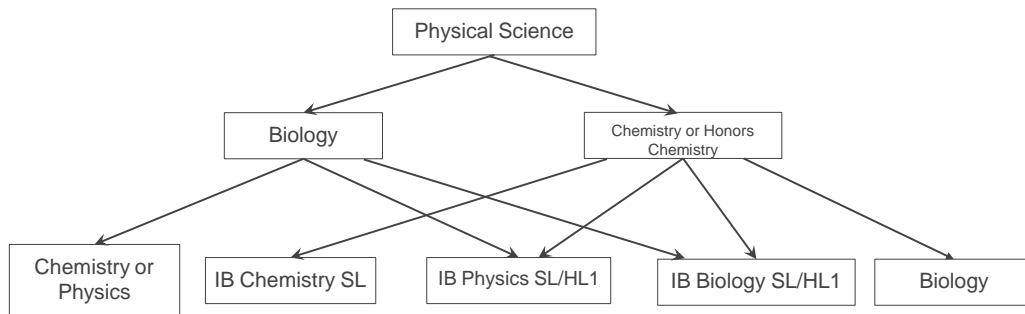 Physical Science
Biology
Chemistry or Honors
Chemistry
Chemistry or
Physics
IB Chemistry SL
IB Physics SL/HL1
IB Biology SL/HL1
Biology